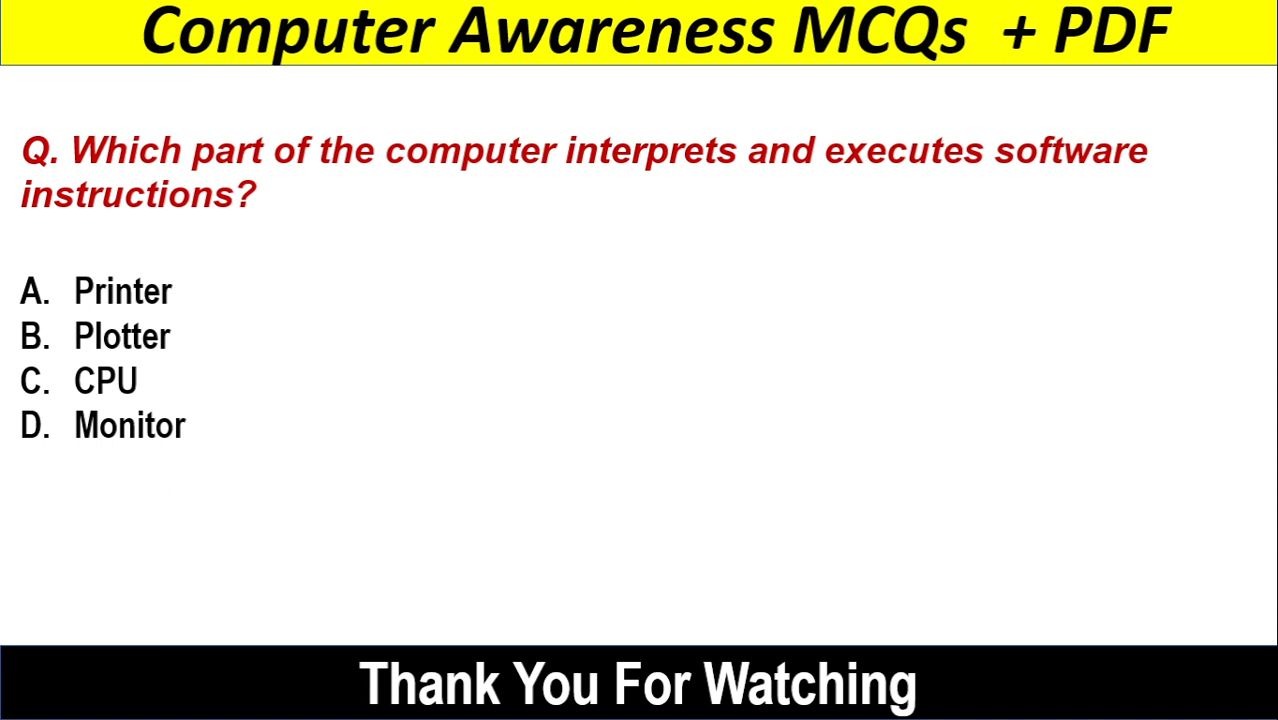 Computer Awareness MCQs + PDF
Q. Which part of the computer interprets and executes software
instructions?
A. Printer
B. Plotter
C. CPU
D. Monitor
Thank You For Watching